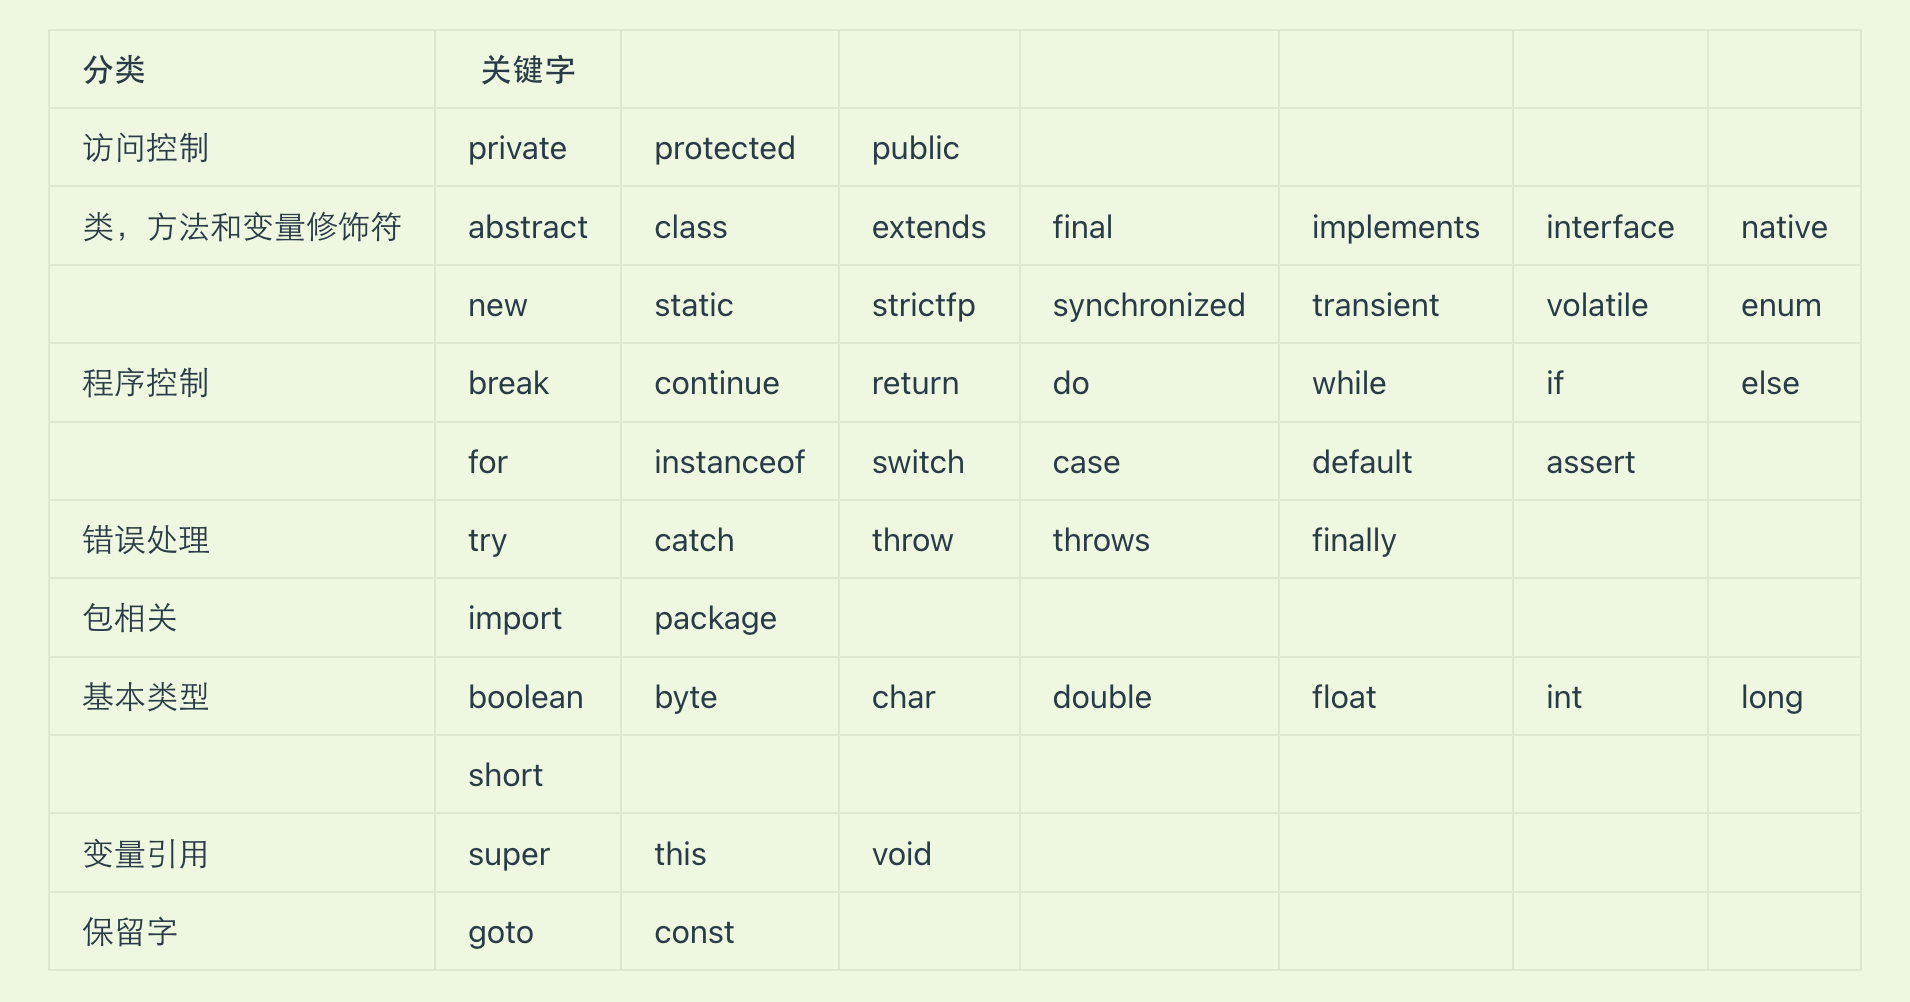 分类 关键字
访问控制 private protected public
类，方法和变量修饰符 abstract class extends final implements interface native
new static strictfp synchronized transient volatile enum
程序控制 break continue return do while if else
for instanceof switch case default assert
错误处理 try catch throw throws finally
包相关 import package
基本类型 boolean byte char double float int long
short
变量引用 super this void
保留字 goto const